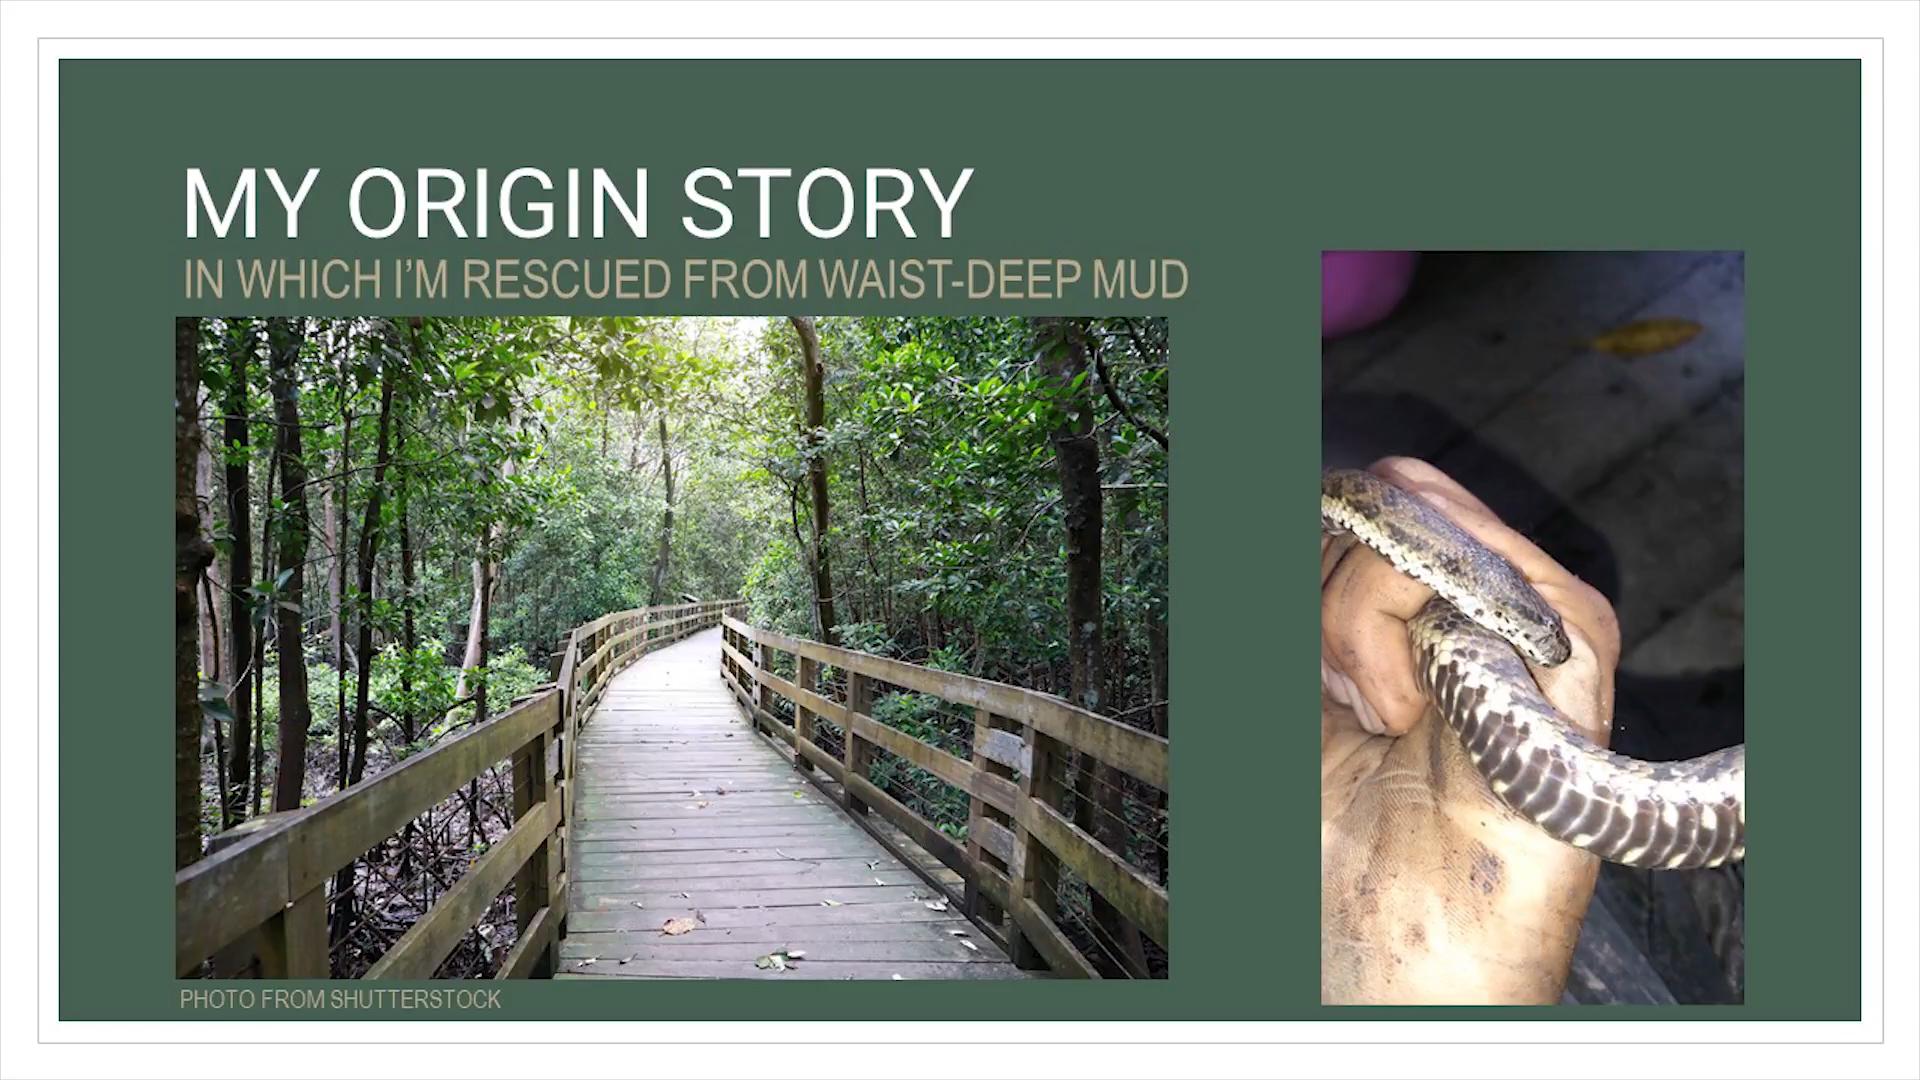 MY ORIGIN STORY
IN WHICH I’M RESCUED FROM WAIST-DEEP MUD
PHOTO FROM SHUTTERSTOCK